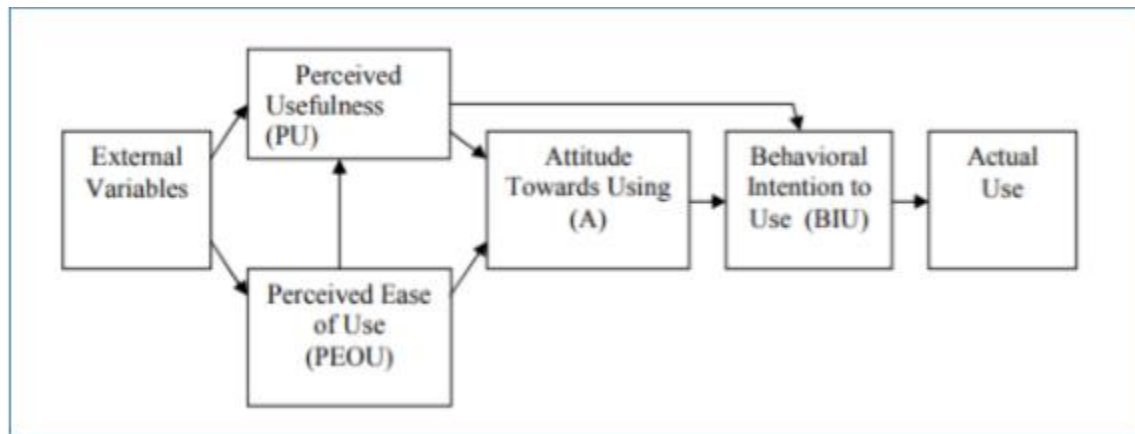 Perceived
Usefulness
(PU)
External
Variables
Attitude
Towards Using
(A)
Behavioral
Intention to
Use (BIU)
Actual
Use
Perceived Ease
of Use
(PEOU)